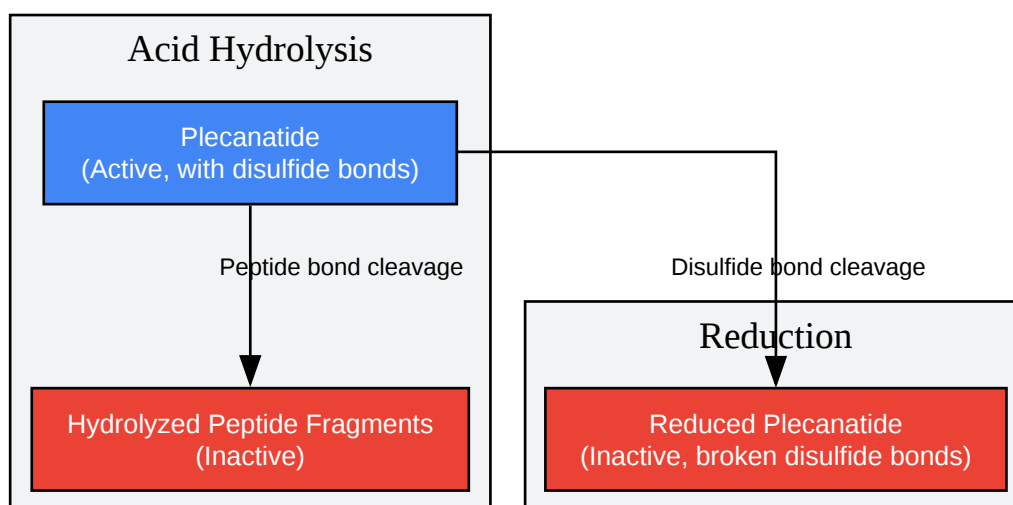 Acid Hydrolysis
Plecanatide
(Active, with disulfide bonds)
Peptide bond cleavage
Disulfide bond cleavage
Reduction
Hydrolyzed Peptide Fragments
(Inactive)
Reduced Plecanatide
(Inactive, broken disulfide bonds)